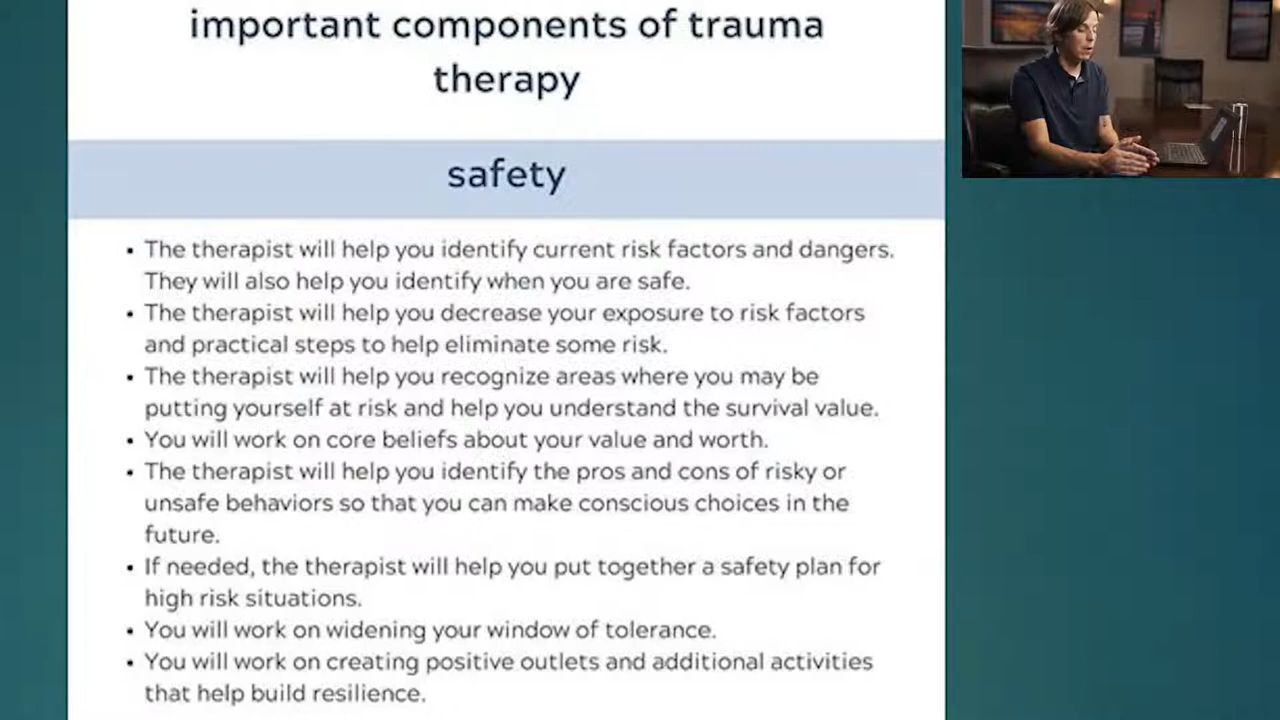 important components of trauma
therapy
safety
• The therapist will help you identify current risk factors and dangers.
They will also help you identify when you are safe.
• The therapist will help you decrease your exposure to risk factors
and practical steps to help eliminate some risk.
• The therapist will help you recognize areas where you may be
putting yourself at risk and help you understand the survival value.
• You will work on core beliefs about your value and worth.
• The therapist will help you identify the pros and cons of risky or
unsafe behaviors so that you can make conscious choices in the
future.
• If needed, the therapist will help you put together a safety plan for
high risk situations.
• You will work on widening your window of tolerance.
• You will work on creating positive outlets and additional activities
that help build resilience.